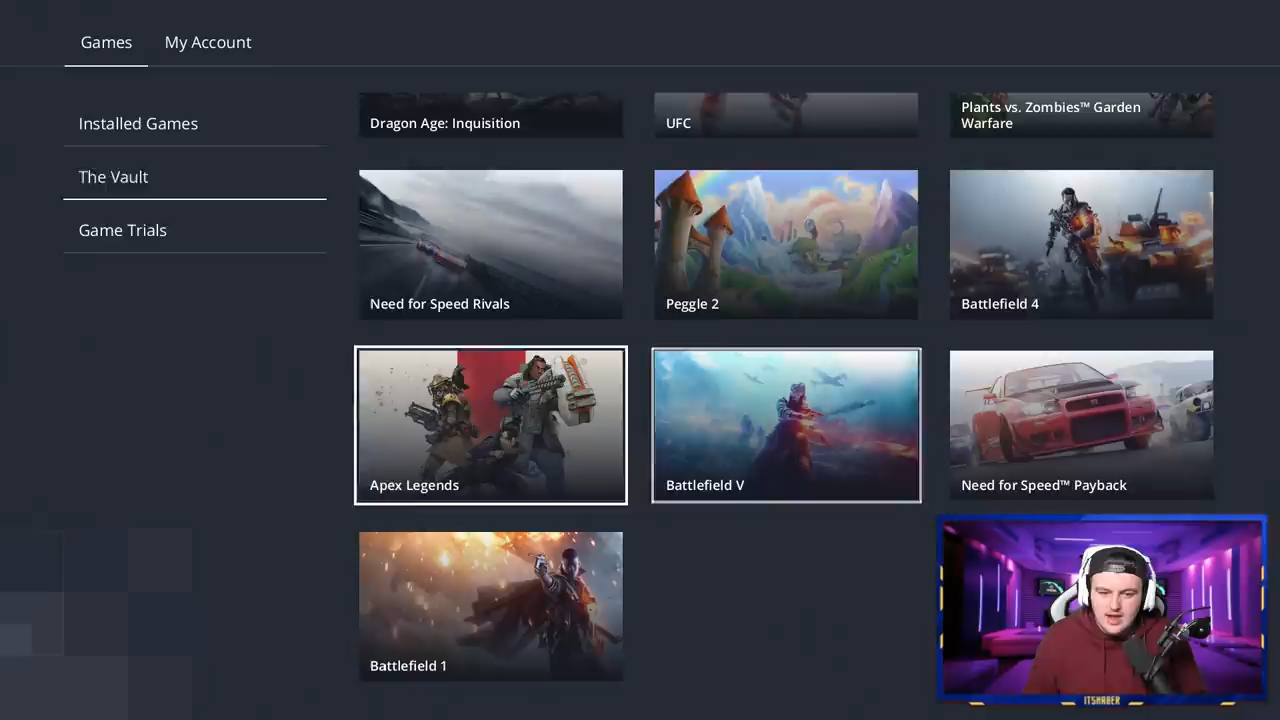 Games
My Account
Installed Games
The Vault
Game Trials
Dragon Age: Inquisition
UFC
Plants vs. Zombies™ Garden
Warfare
Need for Speed Rivals
Peggle 2
Battlefield 4
Apex Legends
Battlefield V
Need for Speed™ Payback
Battlefield 1
ITSHABER